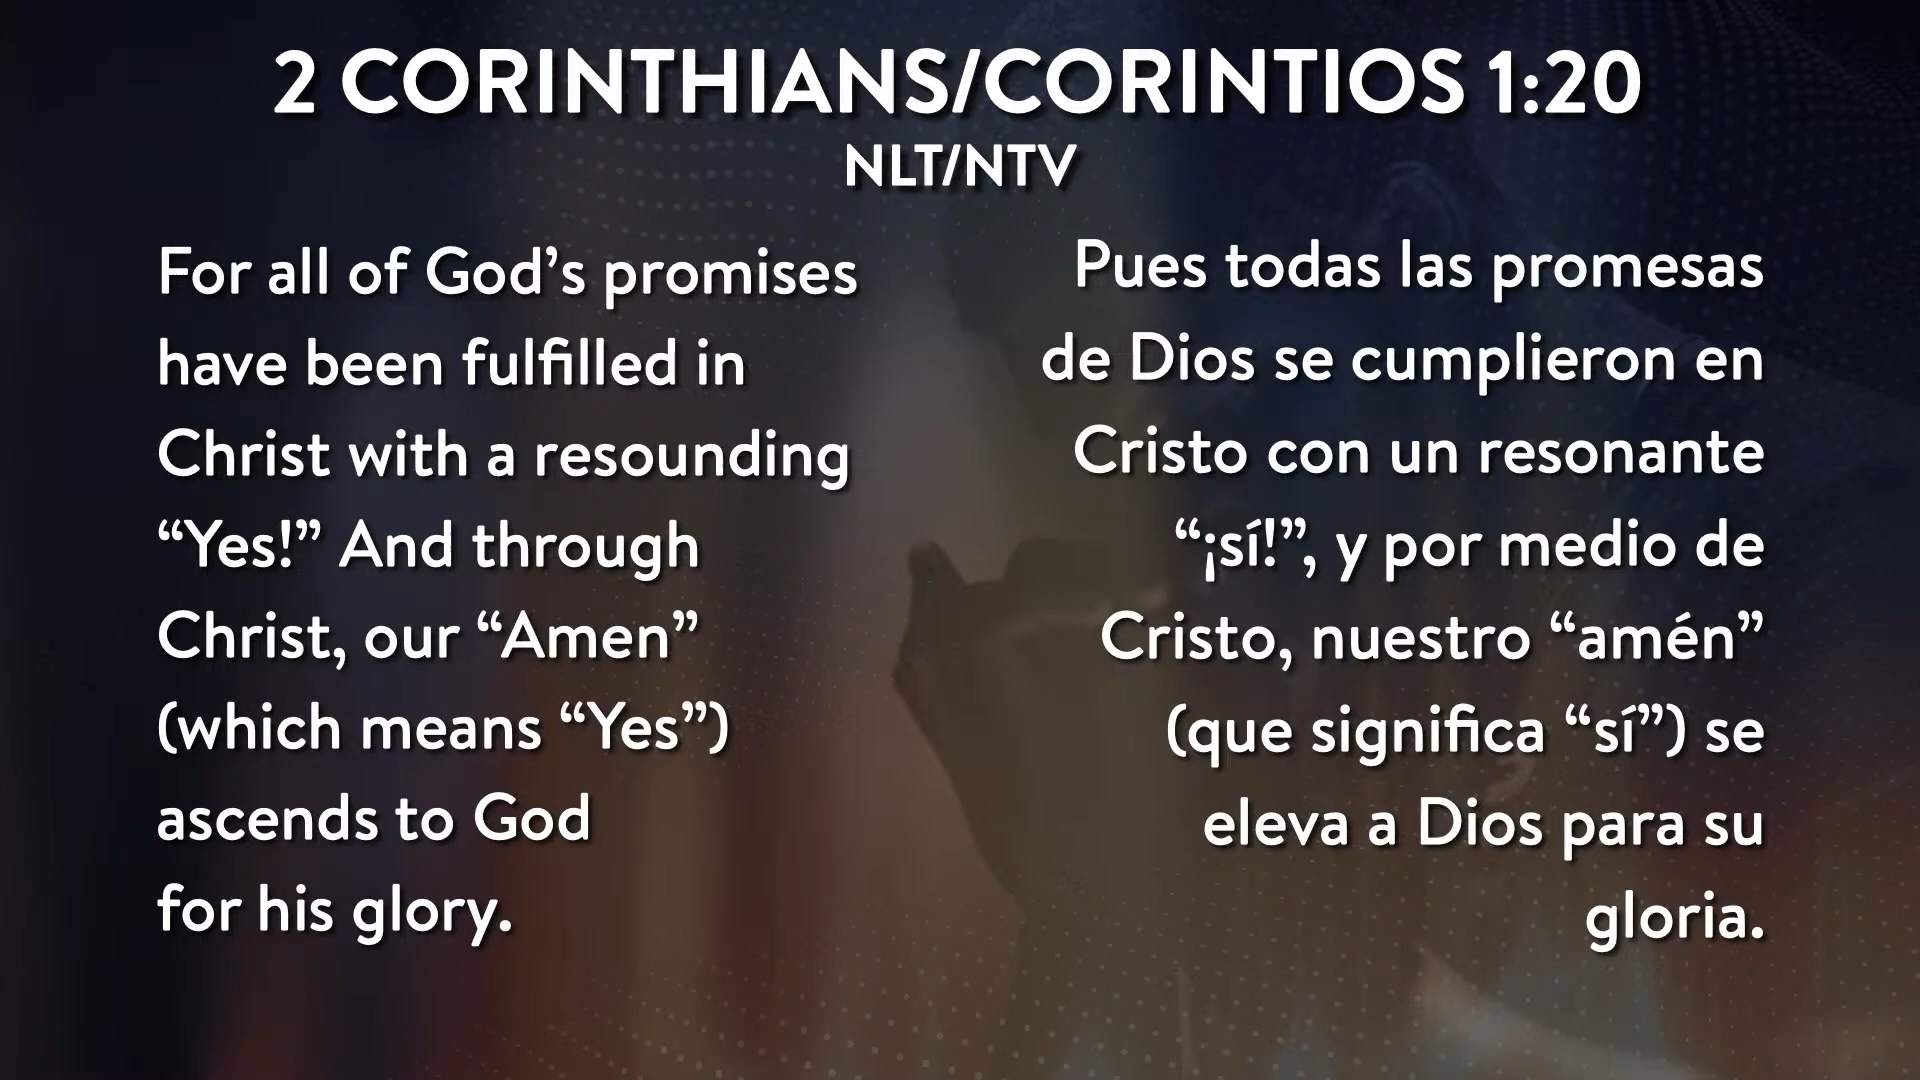 2 CORINTHIANS/CORINTIOS 1:20
NLT/NTV
For all of God’s promises
have been fulfilled in
Christ with a resounding
“Yes!” And through
Christ, our “Amen”
(which means “Yes”)
ascends to God
for his glory.
Pues todas las promesas
de Dios se cumplieron en
Cristo con un resonante
“¡sí!”, y por medio de
Cristo, nuestro “amén”
(que significa “sí”) se
eleva a Dios para su
gloria.